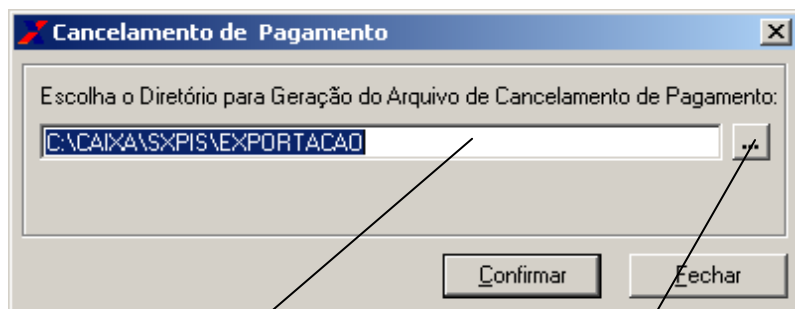 Cancelamento de Pagamento
Escolha o Diretório para Geração do Arquivo de Cancelamento de Pagamento:
C:\CAIXA\SXPIS\EXPORTACAO
...
Confirmar Fechar